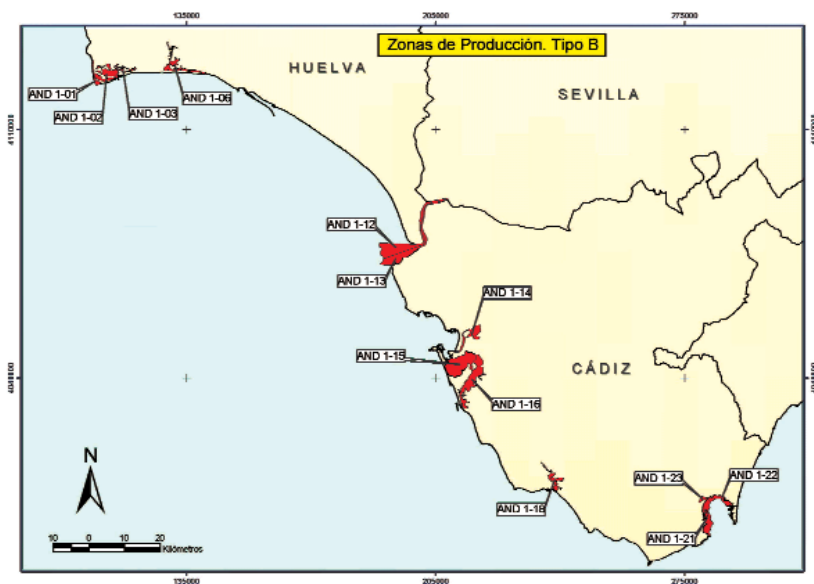 135000 205000 275000
Zonas de Producción. Tipo B
HUELVA
SEVILLA
AND 1-01
AND 1-02
AND 1-03
AND 1-06
4110000
AND 1-12
AND 1-13
AND 1-14
AND 1-15
CÁDIZ
AND 1-16
AND 1-23
AND 1-22
AND 1-18
AND 1-21
N
10 0 10 20
Kilómetros
135000 205000 275000